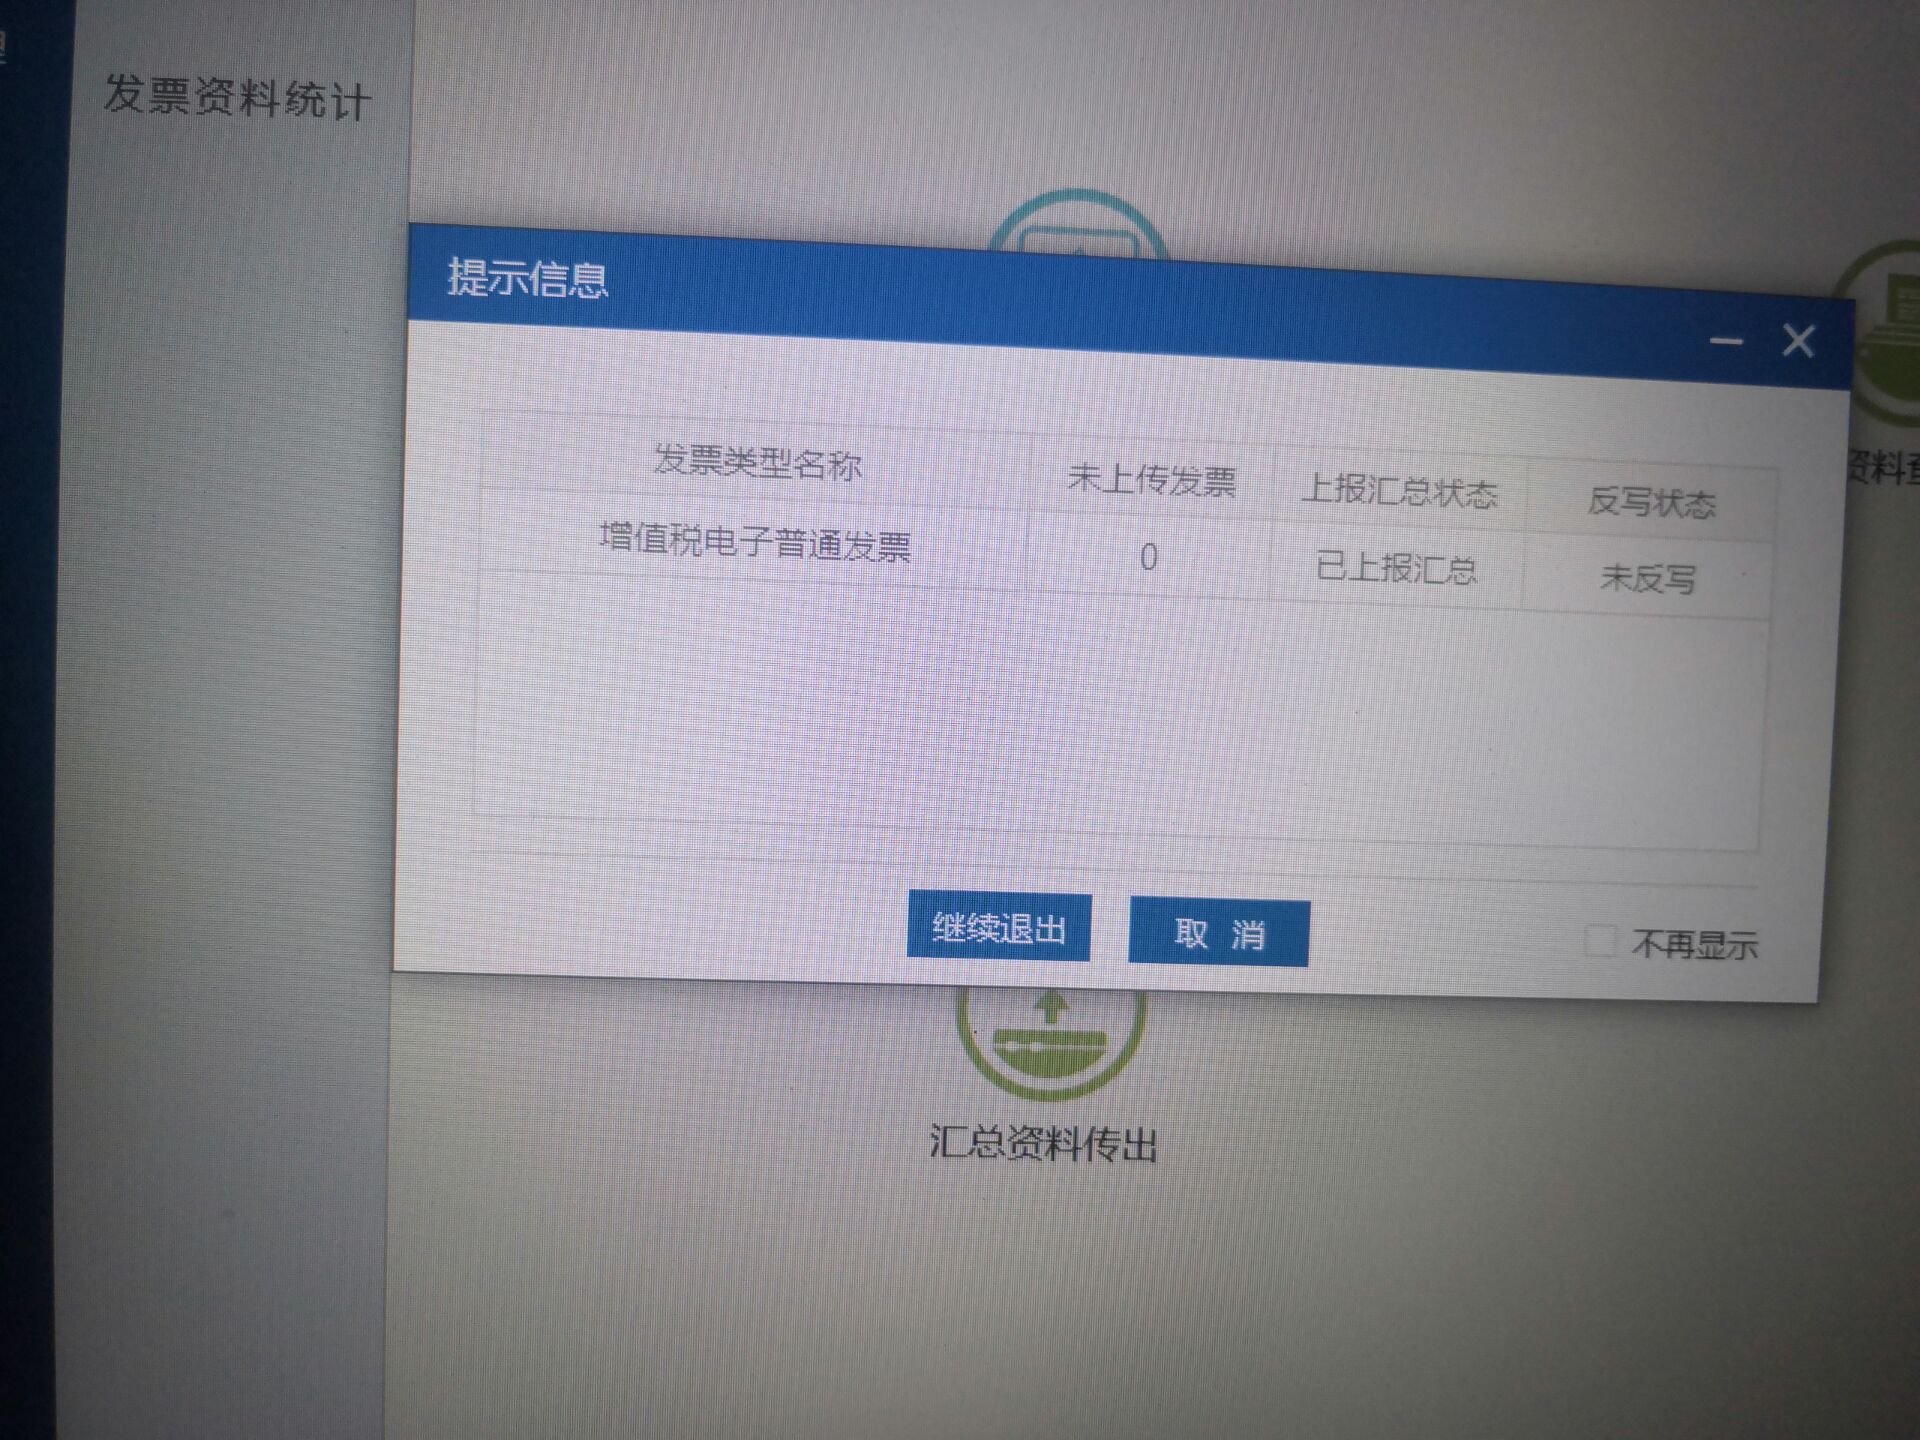 发票资料统计
提示信息
发票类型名称 未上传发票 上报汇总状态 反写状态
增值税电子普通发票 0 已上报汇总 未反写
继续退出 取 消 不再显示
汇总资料传出
资料